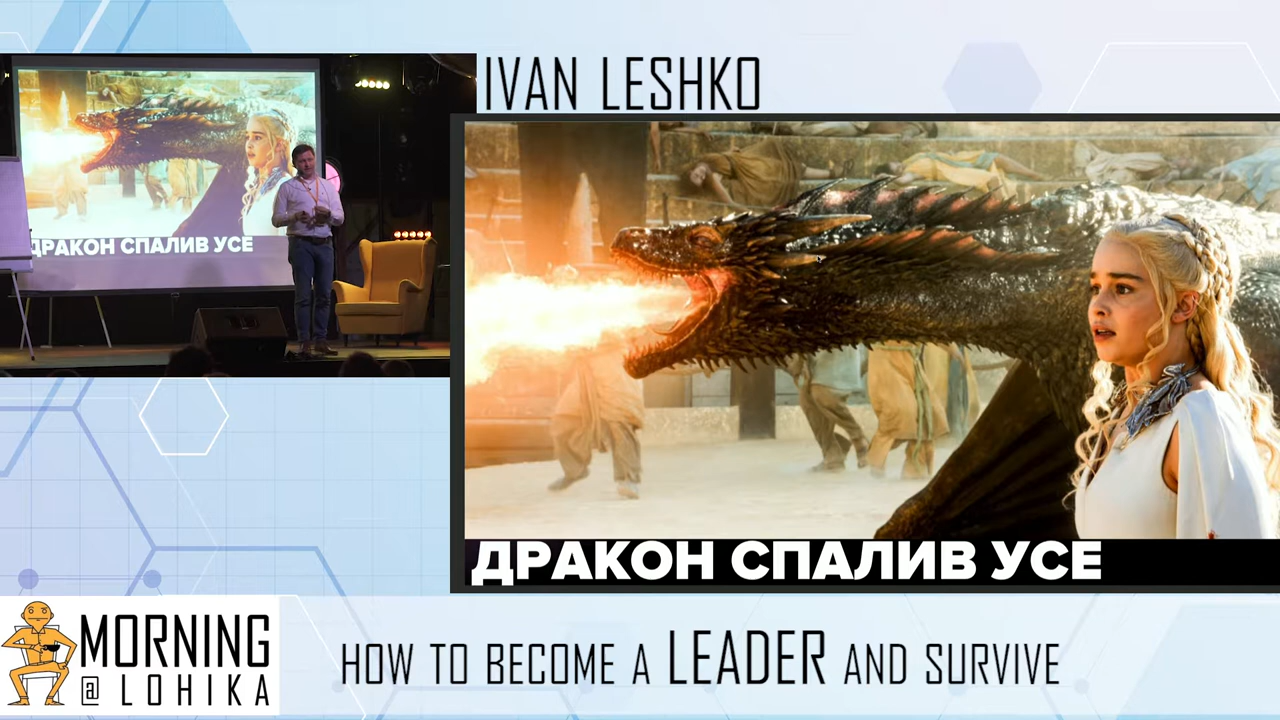 IVAN LESHKO
ДРАКОН СПАЛИВ УСЕ
ДРАКОН СПАЛИВ УСЕ
MORNING
@ LOHIKA
HOW TO BECOME A LEADER AND SURVIVE